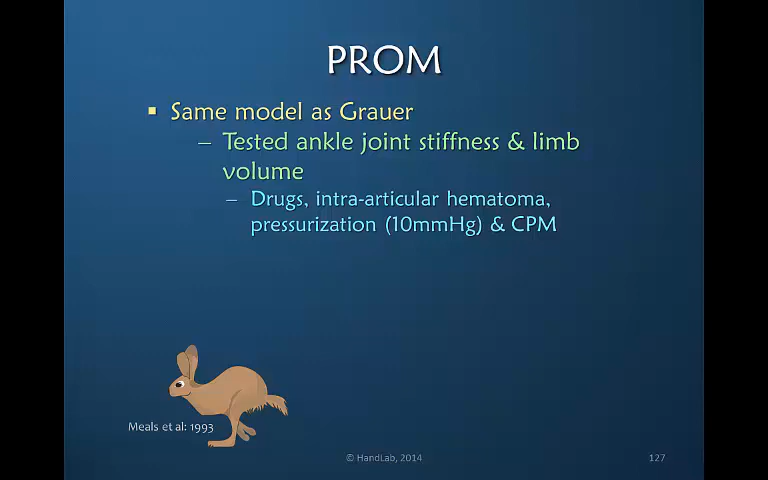 PROM
▪ Same model as Grauer
– Tested ankle joint stiffness & limb
volume
– Drugs, intra-articular hematoma,
pressurization (10mmHg) & CPM
Meals et al: 1993
© HandLab, 2014
127